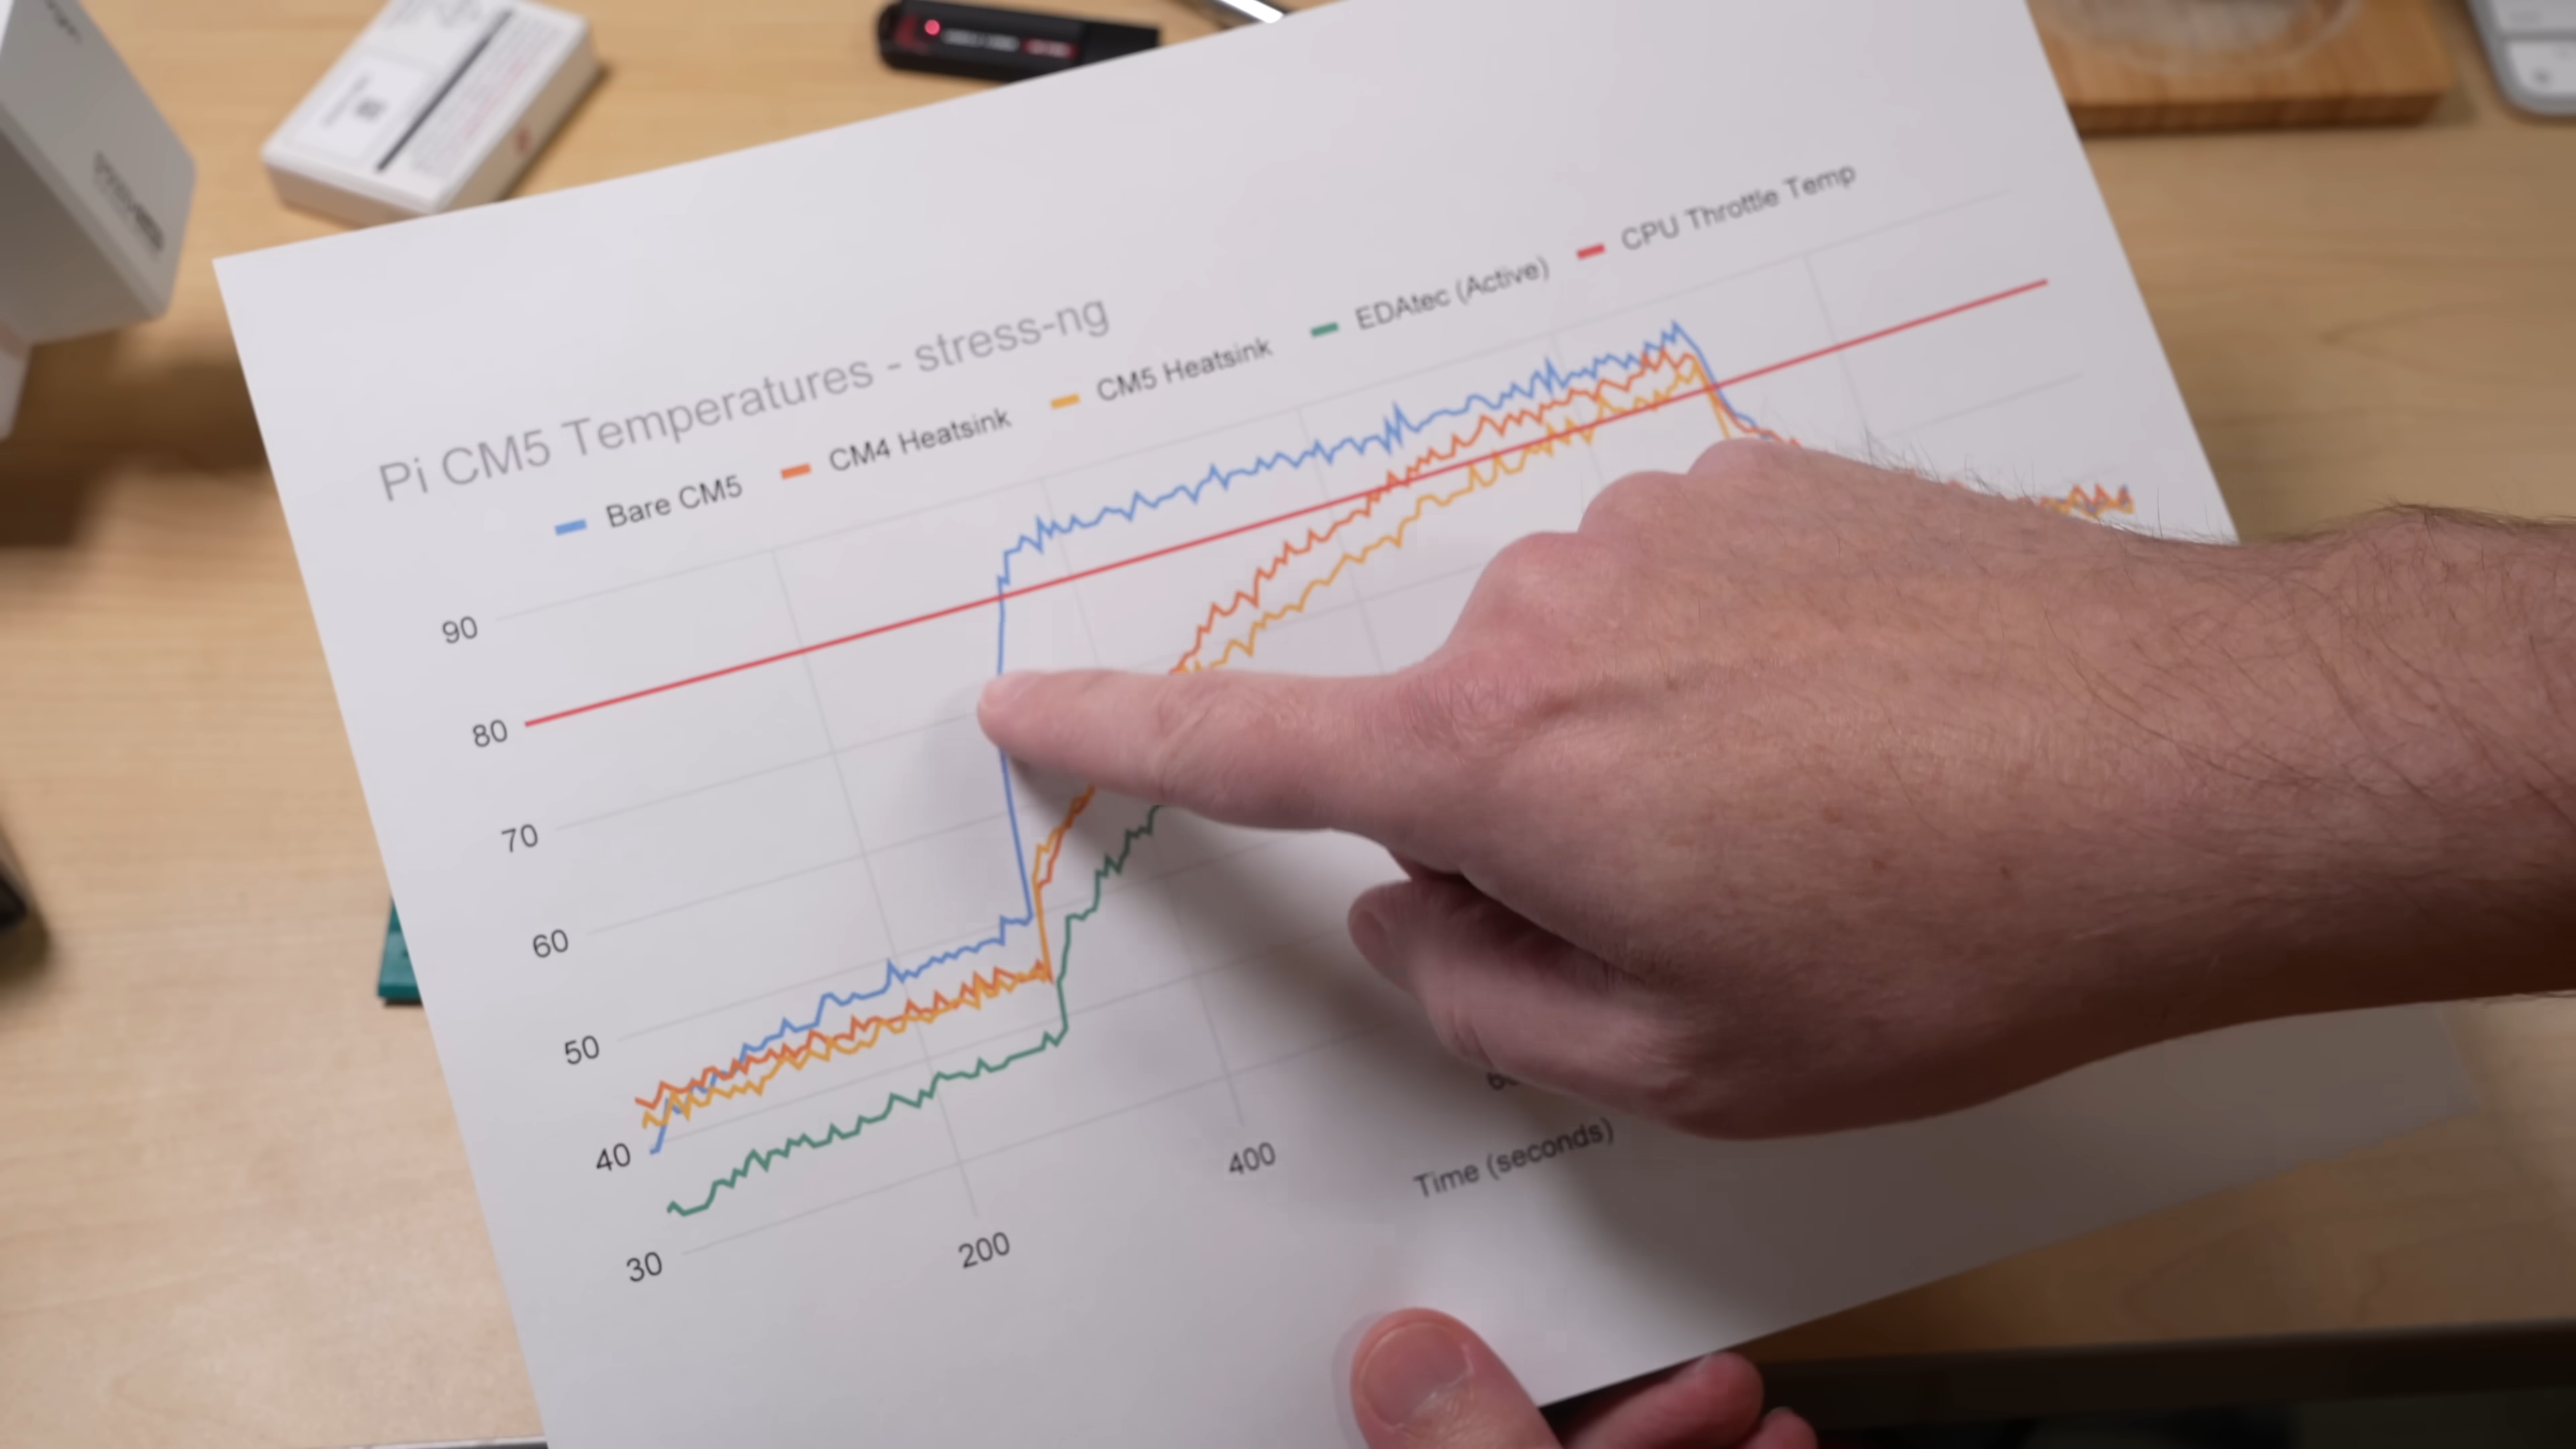 Pi CM5 Temperatures - stress-ng
Bare CM5 CM4 Heatsink CM5 Heatsink EDAtec (Active) CPU Throttle Temp
90
80
70
60
50
40
30
200 400
Time (seconds)